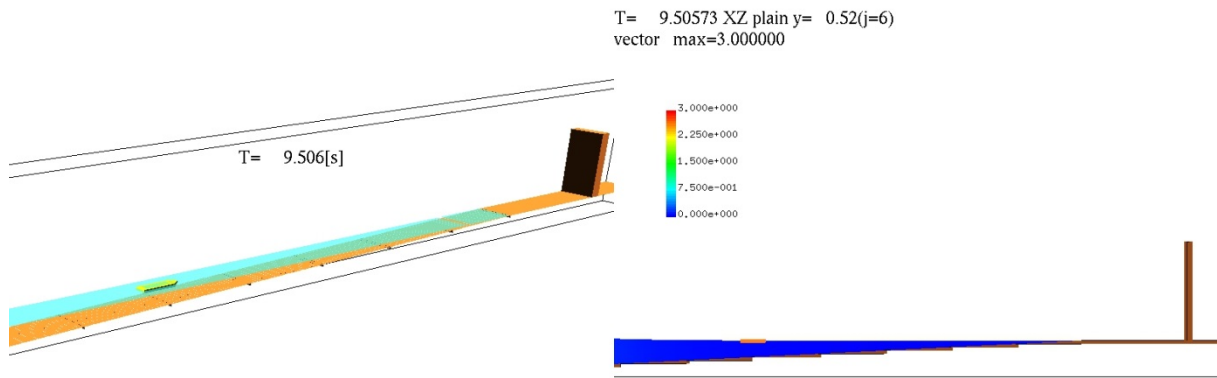 T= 9.50573 XZ plain y= 0.52(j=6)
vector max=3.000000
3.000e+000
2.250e+000
1.500e+000
7.500e-001
0.000e+000
T= 9.506[s]